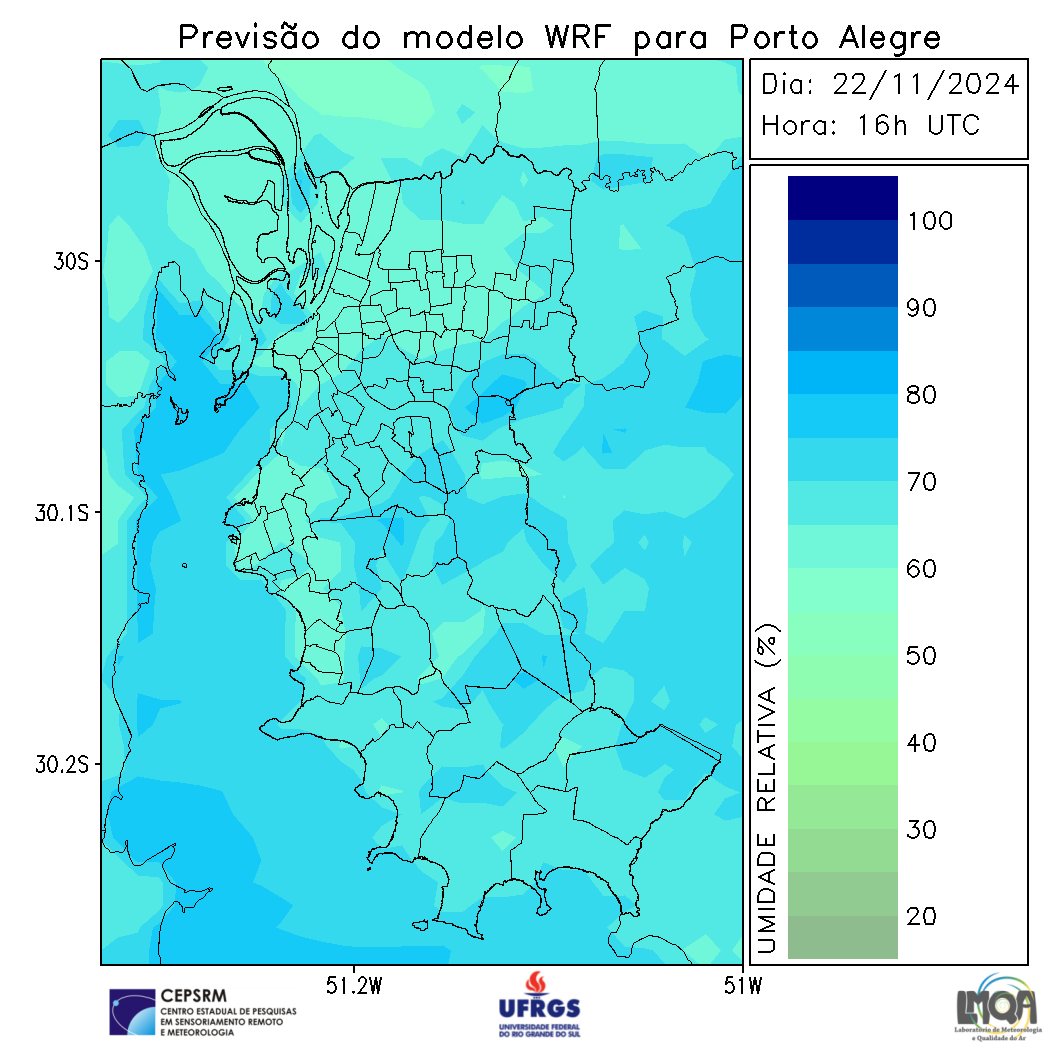 Previsão do modelo WRF para Porto Alegre
Dia: 22/11/2024
Hora: 16h UTC
100
90
80
70
60
50
40
30
20
UMIDADE RELATIVA (%)
30S
30.1S
30.2S
51.2W
51W
CEPSRM
CENTRO ESTADUAL DE PESQUISAS
EM SENSORIAMENTO REMOTO
E METEOROLOGIA
UFRGS
UNIVERSIDADE FEDERAL
DO RIO GRANDE DO SUL
LMQA
Laboratório de Meteorologia
e Qualidade do Ar